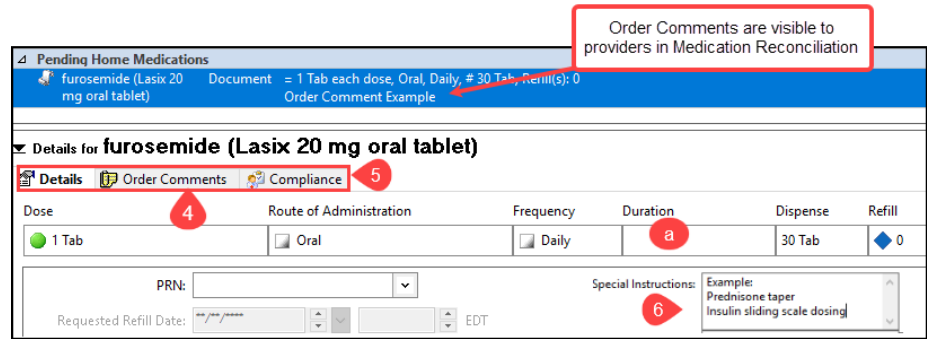 Order Comments are visible to
providers in Medication Reconciliation
Pending Home Medications
furosemide (Lasix 20 Document = 1 Tab each dose, Oral, Daily, # 30 Tab, Refill(s): 0
mg oral tablet) Order Comment Example
Details for furosemide (Lasix 20 mg oral tablet)
Details Order Comments Compliance 5
4
Dose Route of Administration Frequency Duration Dispense Refill
1 Tab Oral Daily a 30 Tab 0
PRN: Special Instructions: Example:
Prednisone taper
6 Insulin sliding scale dosing
Requested Refill Date: **/**/**** EDT